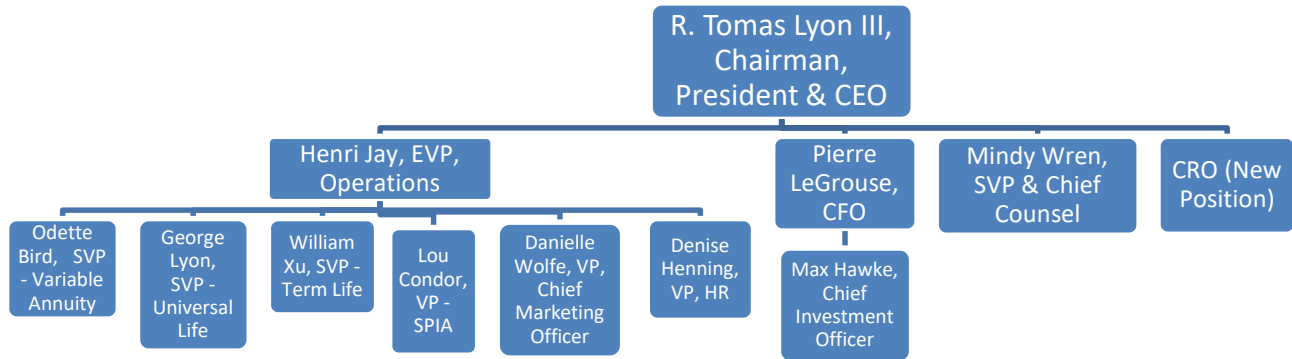 R. Tomas Lyon III,
Chairman,
President & CEO
Henri Jay, EVP,
Operations
Pierre
LeGrouse,
CFO
Mindy Wren,
SVP & Chief
Counsel
CRO (New
Position)
Odette
Bird, SVP
- Variable
Annuity
George
Lyon,
SVP -
Universal
Life
William
Xu, SVP -
Term Life
Lou
Condor,
VP -
SPIA
Danielle
Wolfe, VP,
Chief
Marketing
Officer
Denise
Henning,
VP, HR
Max Hawke,
Chief
Investment
Officer